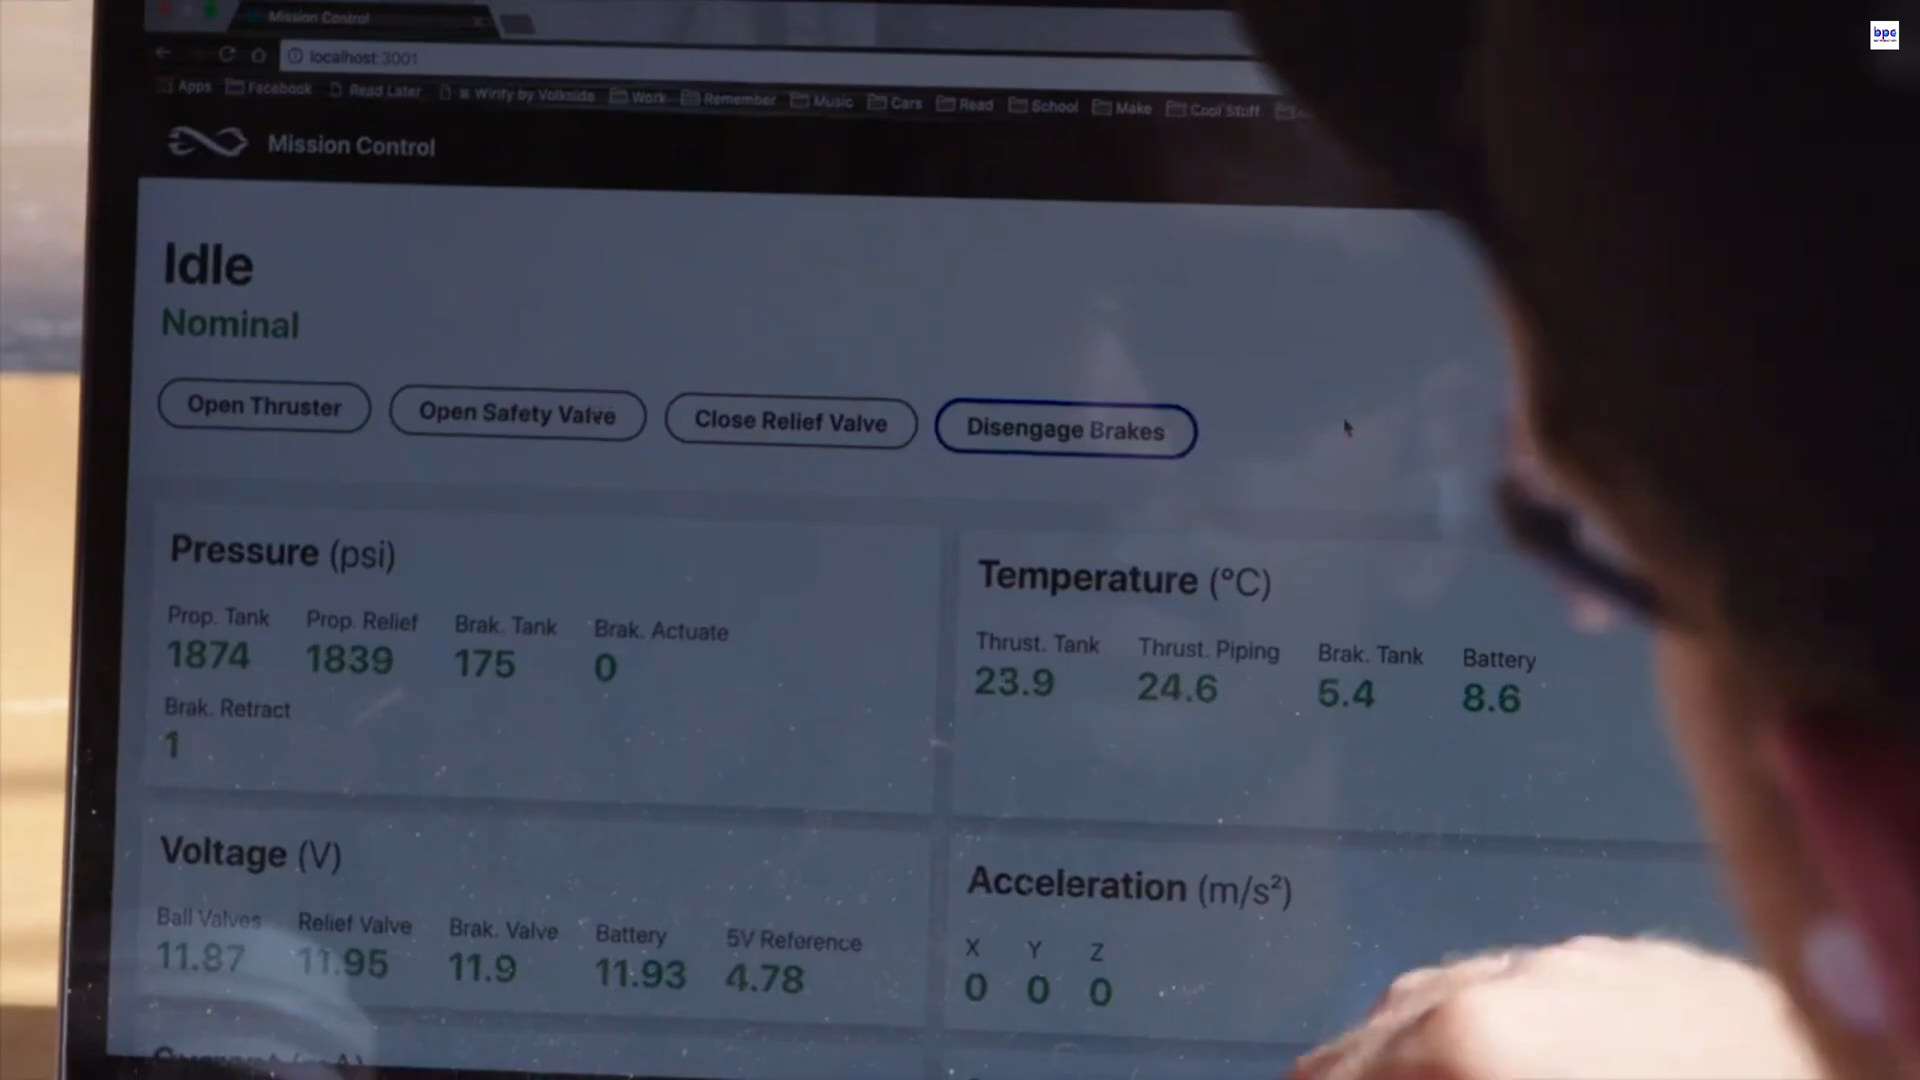 Mission Control
localhost:3001
Apps Facebook Read Later Winify by Volkside Work Remember Music Cars Read School Make Cool Stuff
Mission Control
Idle
Nominal
Open Thruster Open Safety Valve Close Relief Valve Disengage Brakes
Pressure (psi)
Prop. Tank Prop. Relief Brak. Tank Brak. Actuate
1874 1839 175 0
Brak. Retract
1
Temperature (°C)
Thrust. Tank Thrust. Piping Brak. Tank Battery
23.9 24.6 5.4 8.6
Voltage (V)
Ball Valves Relief Valve Brak. Valve Battery 5V Reference
11.87 11.95 11.9 11.93 4.78
Acceleration (m/s²)
X Y Z
0 0 0
bpc